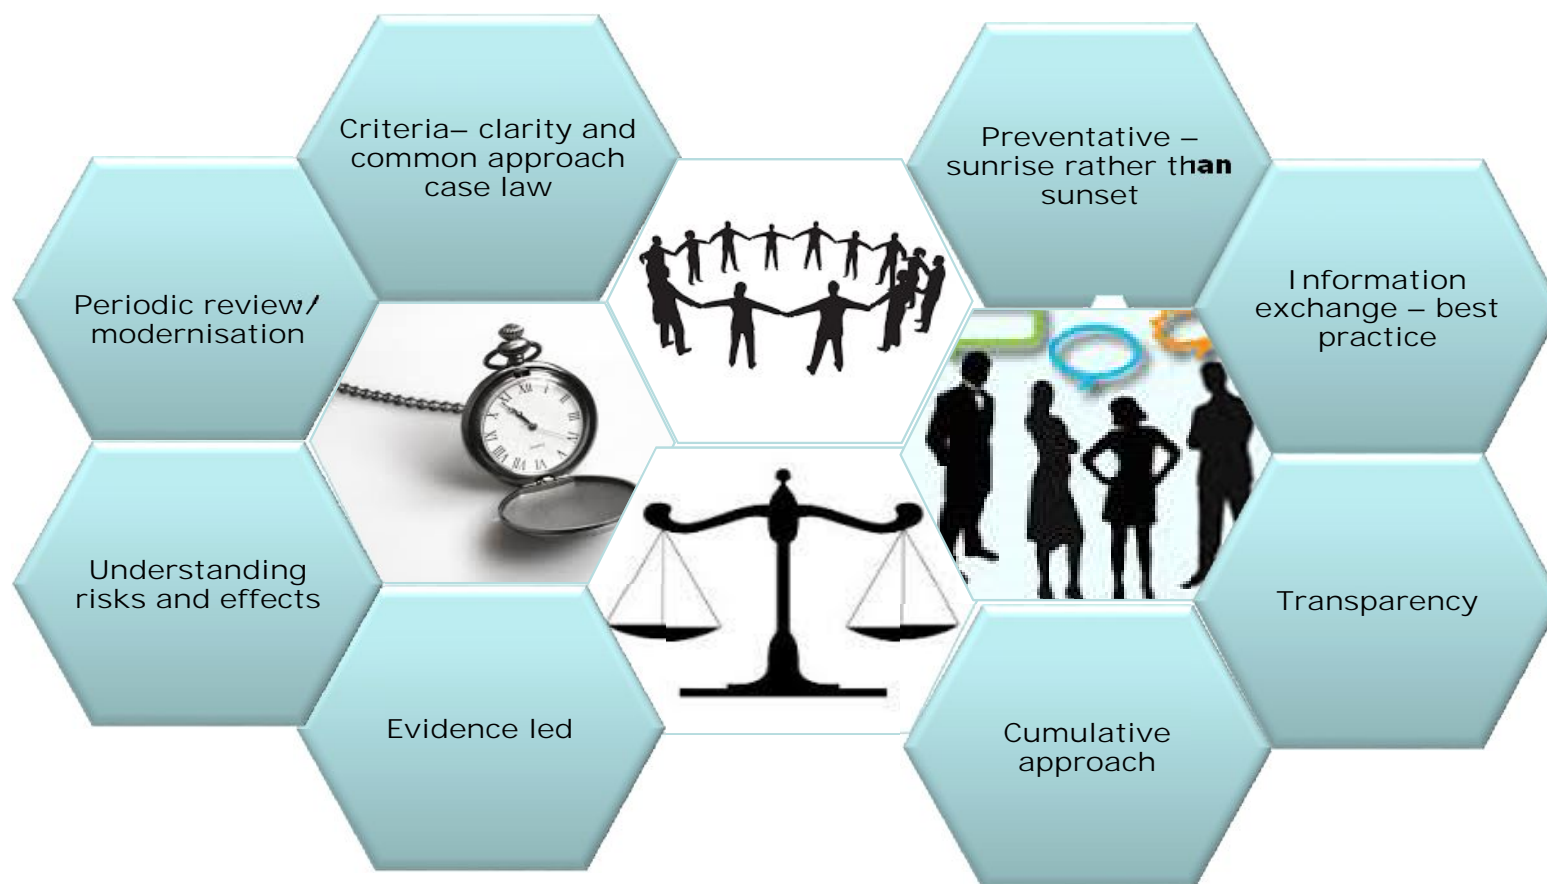 Criteria– clarity and
common approach
case law
Preventative –
sunrise rather than
sunset
Periodic review/
modernisation
Information
exchange – best
practice
Understanding
risks and effects
Transparency
Evidence led
Cumulative
approach